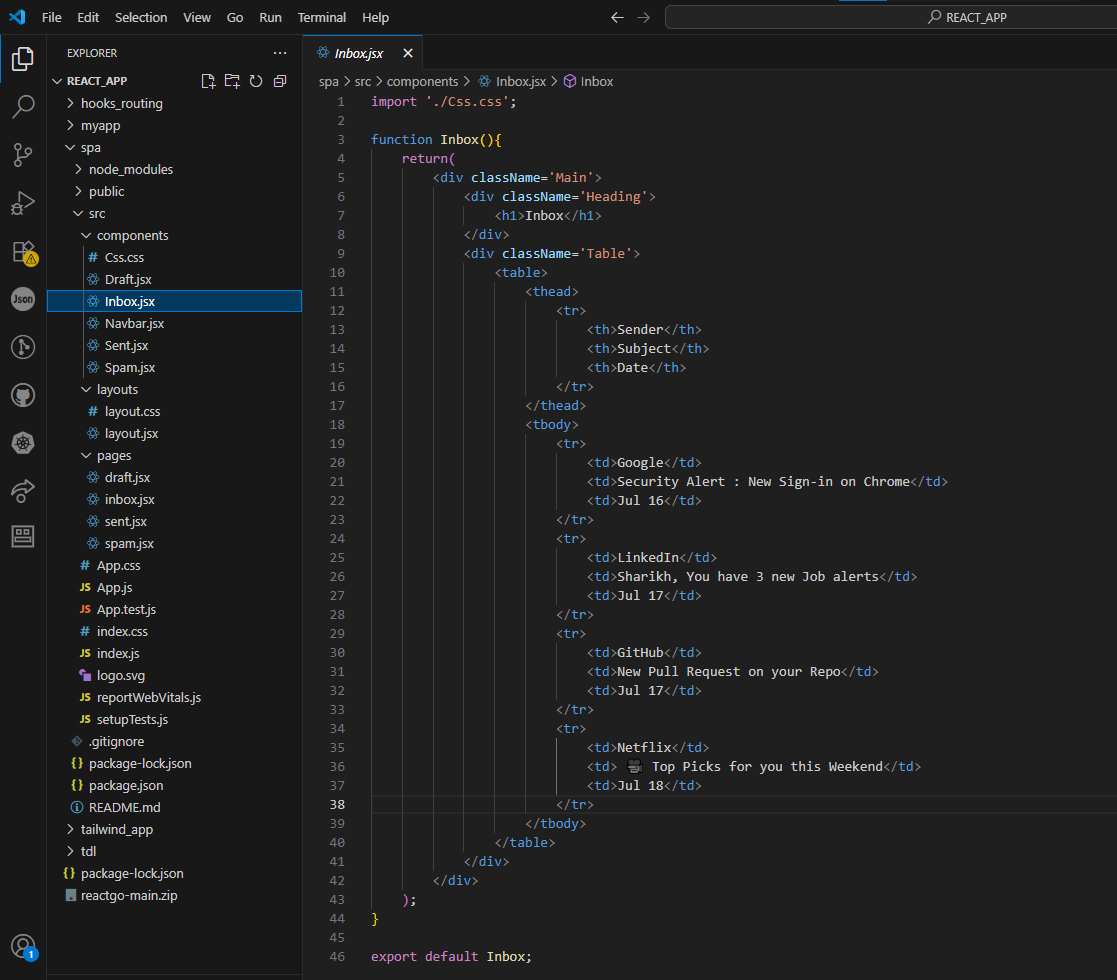 File Edit Selection View Go Run Terminal Help
REACT_APP
EXPLORER
REACT_APP
hooks_routing
myapp
spa
node_modules
public
src
components
# Css.css
Draft.jsx
Inbox.jsx
Navbar.jsx
Sent.jsx
Spam.jsx
layouts
# layout.css
layout.jsx
pages
draft.jsx
inbox.jsx
sent.jsx
spam.jsx
# App.css
JS App.js
JS App.test.js
# index.css
JS index.js
logo.svg
JS reportWebVitals.js
JS setupTests.js
.gitignore
{} package-lock.json
{} package.json
README.md
tailwind_app
tdl
{} package-lock.json
reactgo-main.zip
Json
1
Inbox.jsx
spa > src > components > Inbox.jsx > Inbox
1 import './Css.css';
2
3 function Inbox(){
4 return(
5 <div className='Main'>
6 <div className='Heading'>
7 <h1>Inbox</h1>
8 </div>
9 <div className='Table'>
10 <table>
11 <thead>
12 <tr>
13 <th>Sender</th>
14 <th>Subject</th>
15 <th>Date</th>
16 </tr>
17 </thead>
18 <tbody>
19 <tr>
20 <td>Google</td>
21 <td>Security Alert : New Sign-in on Chrome</td>
22 <td>Jul 16</td>
23 </tr>
24 <tr>
25 <td>LinkedIn</td>
26 <td>Sharikh, You have 3 new Job alerts</td>
27 <td>Jul 17</td>
28 </tr>
29 <tr>
30 <td>GitHub</td>
31 <td>New Pull Request on your Repo</td>
32 <td>Jul 17</td>
33 </tr>
34 <tr>
35 <td>Netflix</td>
36 <td> 🎥 Top Picks for you this Weekend</td>
37 <td>Jul 18</td>
38 </tr>
39 </tbody>
40 </table>
41 </div>
42 </div>
43 );
44 }
45
46 export default Inbox;